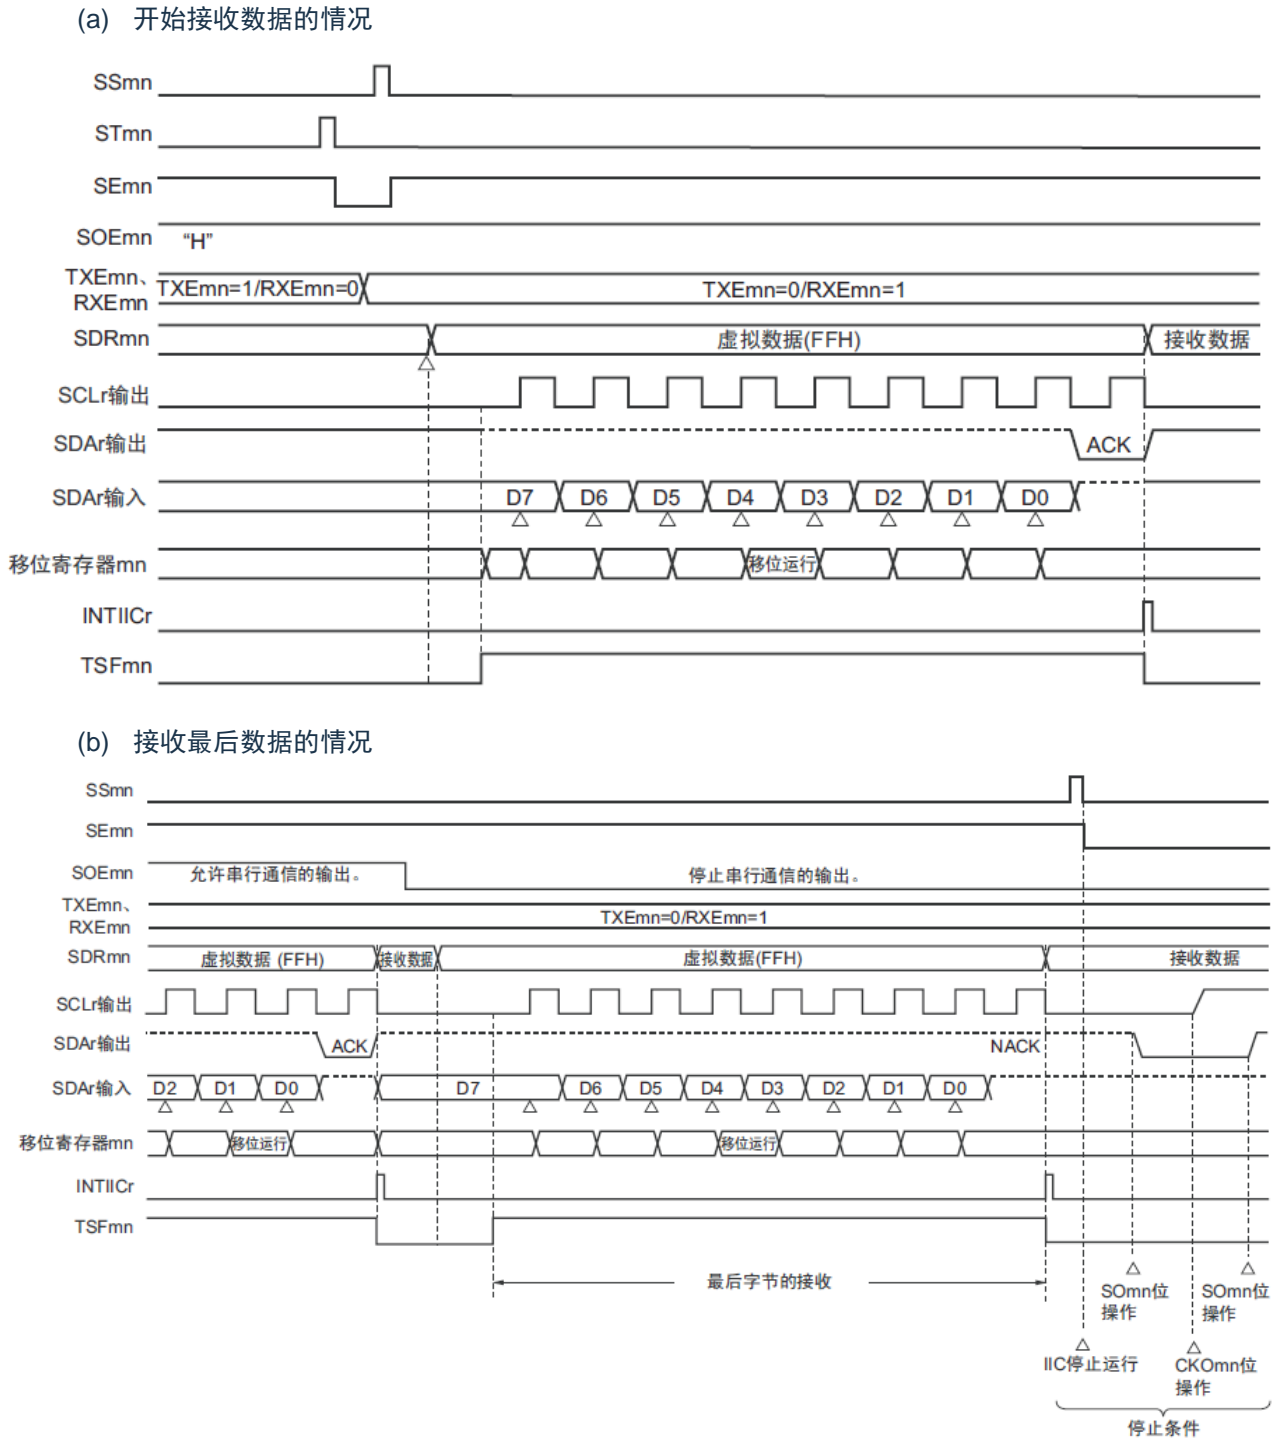 (a) 开始接收数据的情况
SSmn
STmn
SEmn
SOEmn “H”
TXEmn、
RXEmn
TXEmn=1/RXEmn=0 TXEmn=0/RXEmn=1
SDRmn 虚拟数据(FFH) 接收数据
SCLr输出
SDAr输出 ACK
SDAr输入 D7 D6 D5 D4 D3 D2 D1 D0
移位寄存器mn 移位运行
INTIICr
TSFmn
(b) 接收最后数据的情况
SSmn
SEmn
SOEmn 允许串行通信的输出。 停止串行通信的输出。
TXEmn、
RXEmn
TXEmn=0/RXEmn=1
SDRmn 虚拟数据 (FFH) 接收数据 虚拟数据(FFH) 接收数据
SCLr输出
SDAr输出 ACK NACK
SDAr输入 D2 D1 D0 D7 D6 D5 D4 D3 D2 D1 D0
移位寄存器mn 移位运行 移位运行
INTIICr
TSFmn
最后字节的接收
SOmn位
操作
SOmn位
操作
IIC停止运行
CKOmn位
操作
停止条件